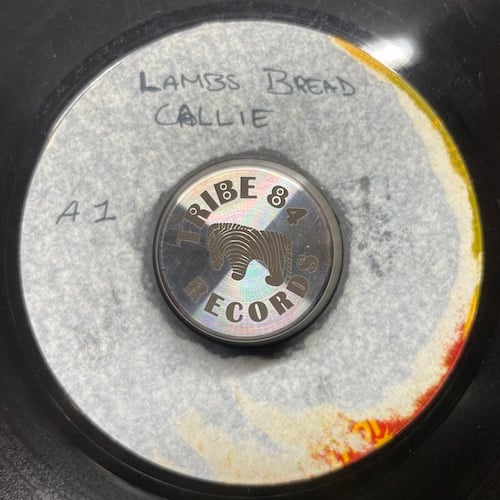 LAMBS BREAD
CALLIE
A1
TRIBE 84
RECORDS